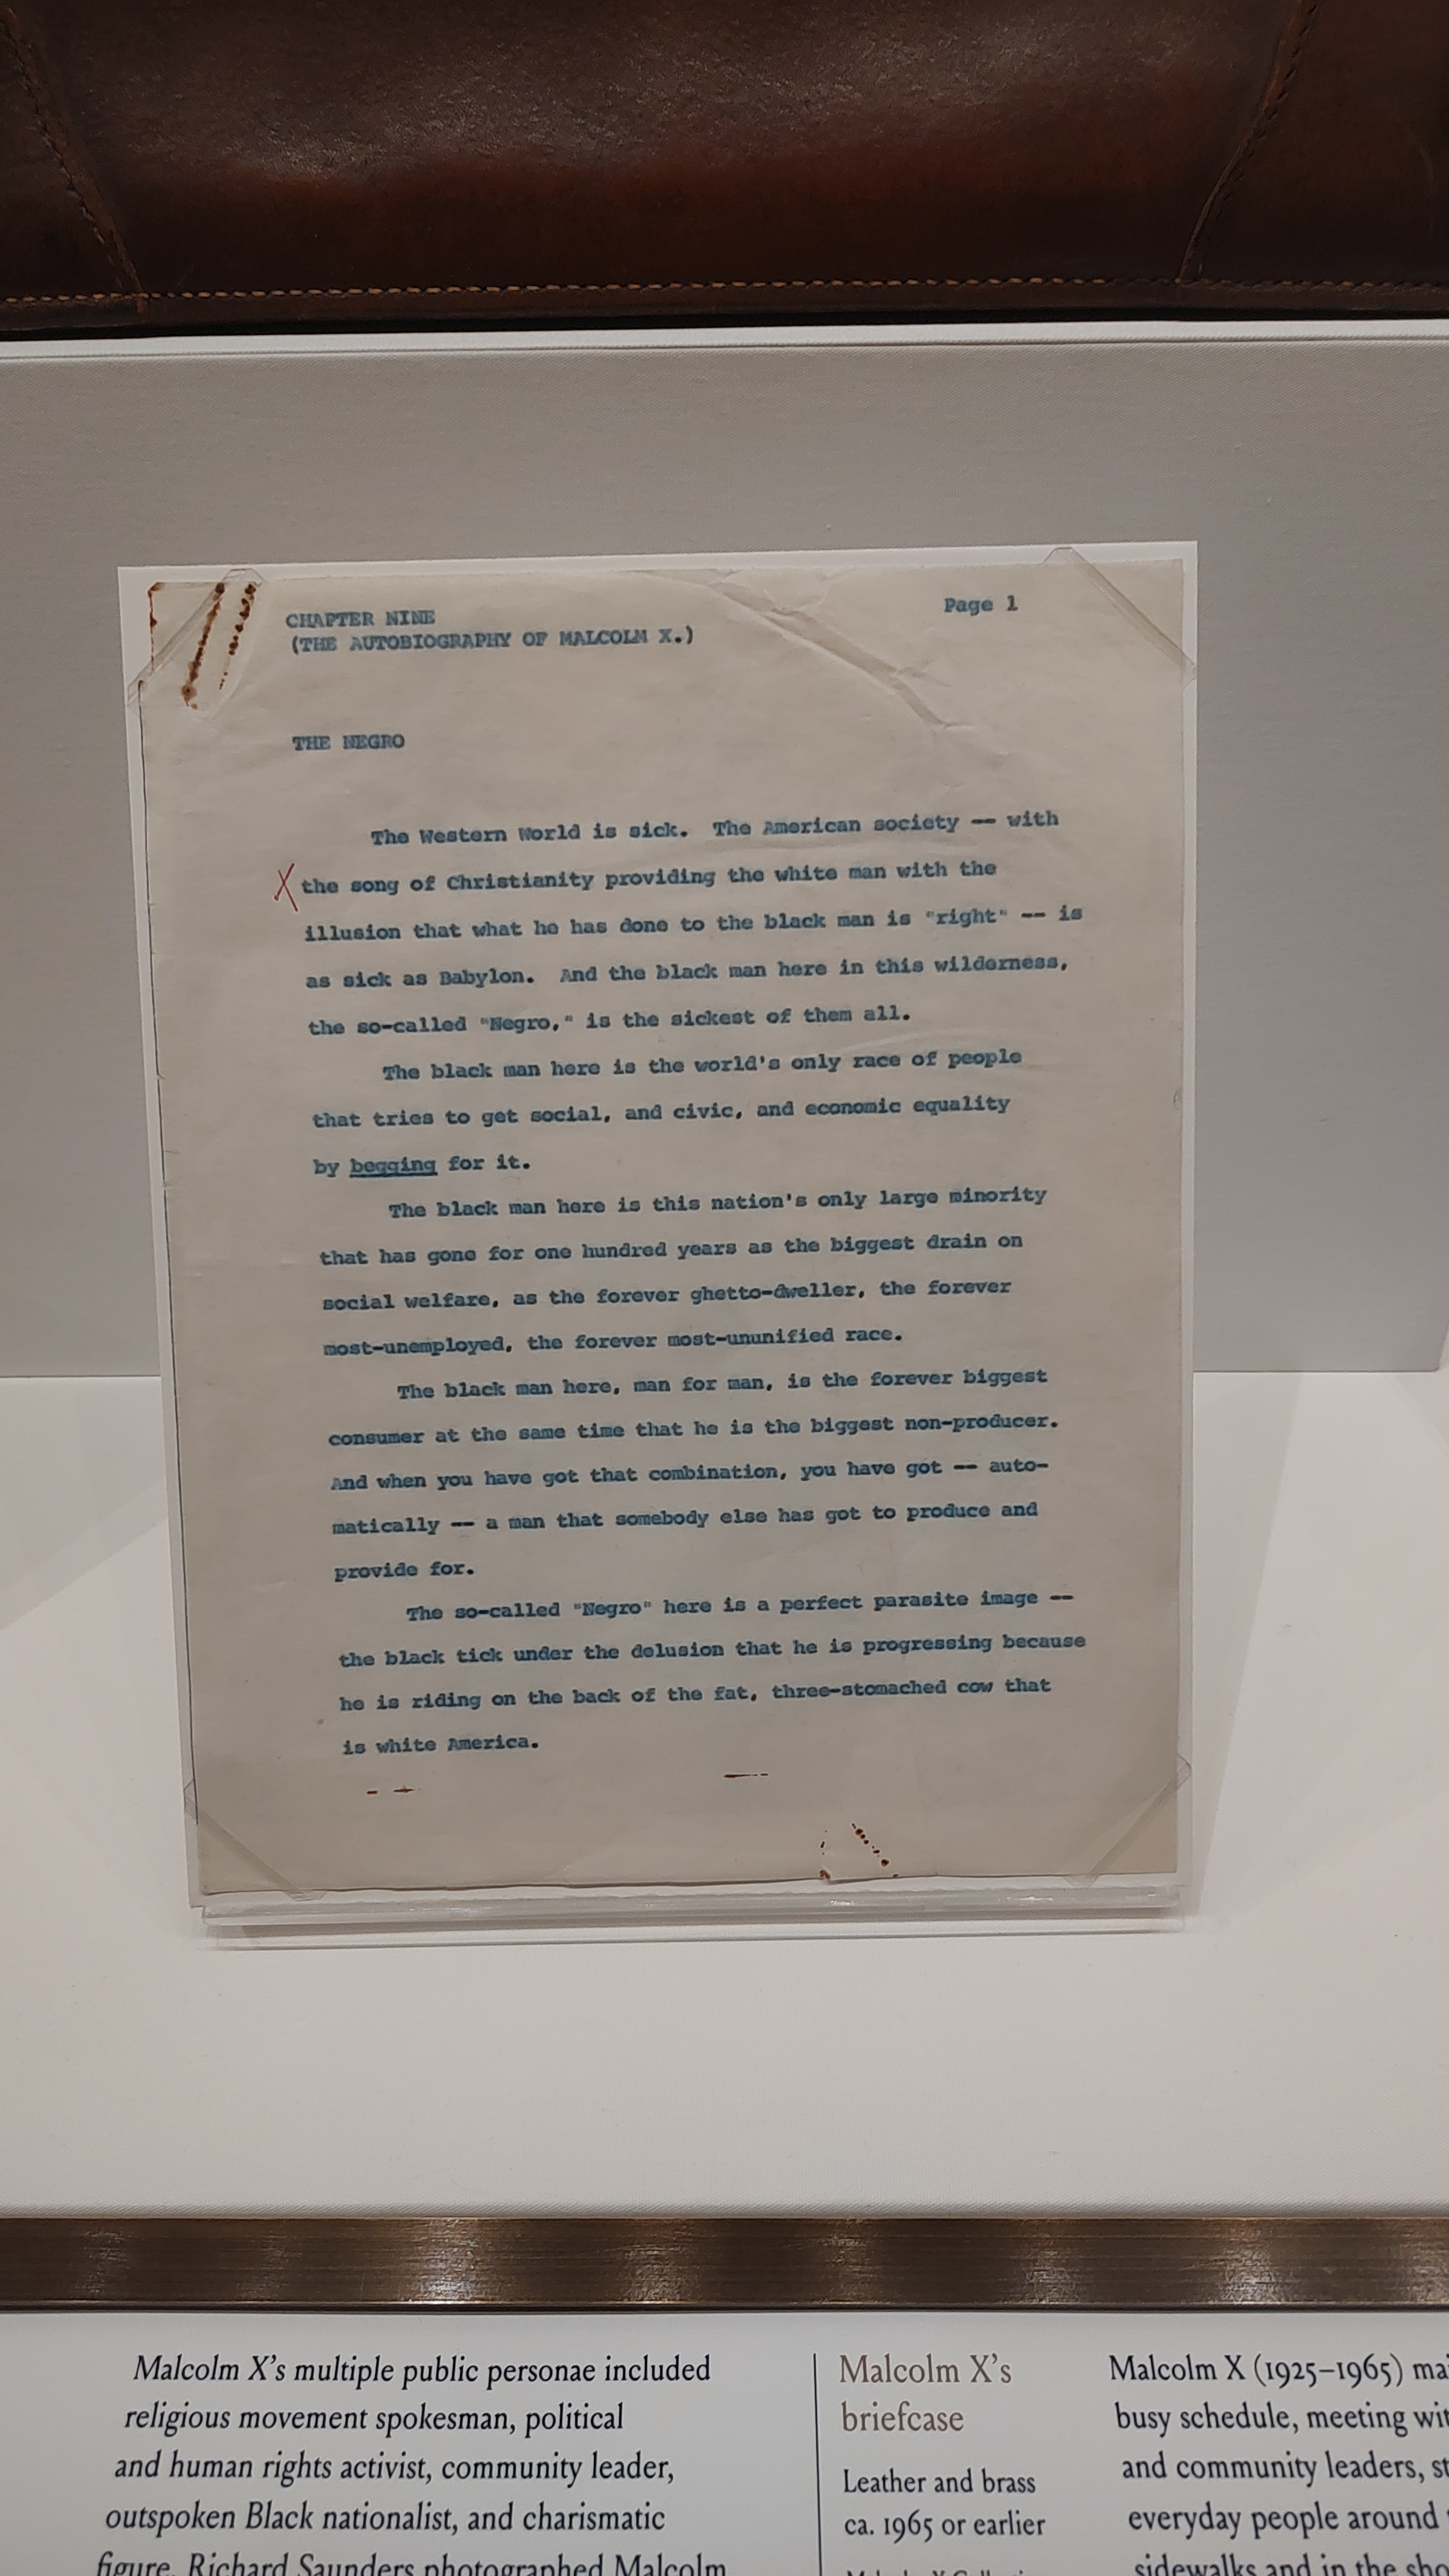 CHAPTER NINE
Page 1
(THE AUTOBIOGRAPHY OF MALCOLM X.)
THE NEGRO
The Western World is sick. The American society -- with
X the song of Christianity providing the white man with the
illusion that what he has done to the black man is "right" -- is
as sick as Babylon. And the black man here in this wilderness,
the so-called "Negro," is the sickest of them all.
The black man here is the world's only race of people
that tries to get social, and civic, and economic equality
by begging for it.
The black man here is this nation's only large minority
that has gone for one hundred years as the biggest drain on
social welfare, as the forever ghetto-dweller, the forever
most-unemployed, the forever most-ununified race.
The black man here, man for man, is the forever biggest
consumer at the same time that he is the biggest non-producer.
And when you have got that combination, you have got -- auto-
matically -- a man that somebody else has got to produce and
provide for.
The so-called "Negro" here is a perfect parasite image --
the black tick under the delusion that he is progressing because
he is riding on the back of the fat, three-stomached cow that
is white America.
Malcolm X's multiple public personae included
religious movement spokesman, political
and human rights activist, community leader,
outspoken Black nationalist, and charismatic
figure. Richard Saunders photographed Malcolm
Malcolm X's
briefcase
Leather and brass
ca. 1965 or earlier
Malcolm X (1925–1965)
busy schedule, meeting
and community leaders,
everyday people around
sidewalks and in the